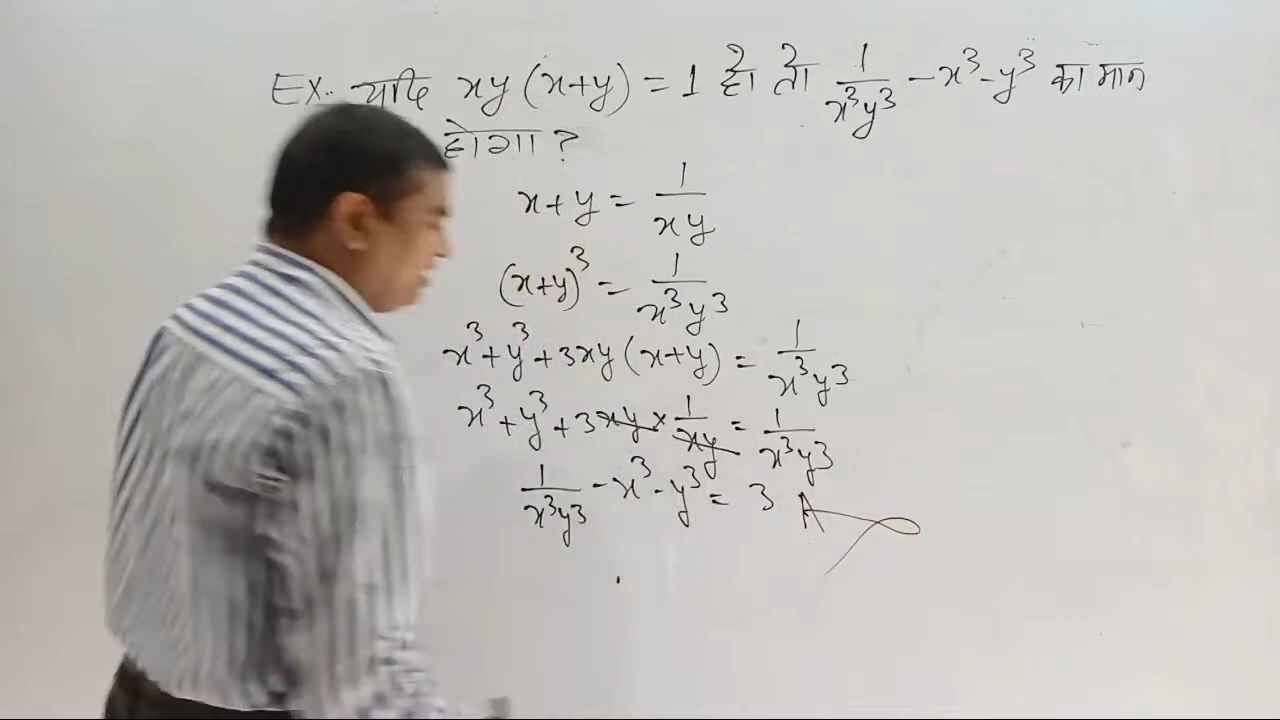 Ex:- यदि xy(x+y) = 1 हो तो 1/x³y³ - x³ - y³ का मान
होगा ?
x + y = 1/xy
(x+y)³ = 1/x³y³
x³ + y³ + 3xy(x+y) = 1/x³y³
x³ + y³ + 3xy × 1/xy = 1/x³y³
1/x³y³ - x³ - y³ = 3 A